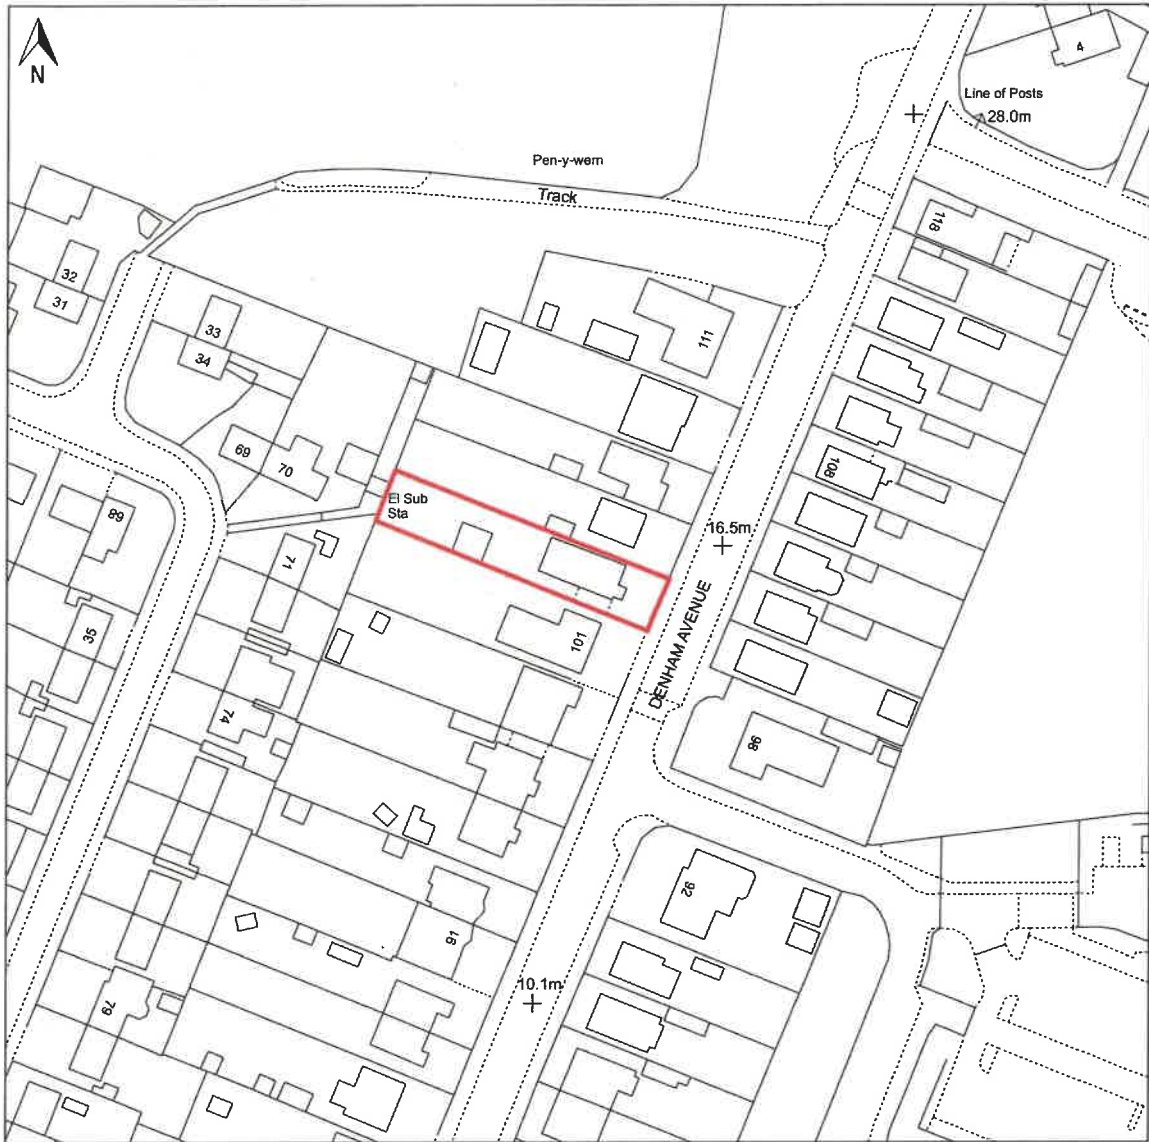 N
4
Line of Posts
28.0m
Pen-y-wern
Track
118
32
31
33
34
111
69
70
108
El Sub
Sta
89
71
16.5m
DENHAM AVENUE
35
101
74
98
92
91
10.1m
79